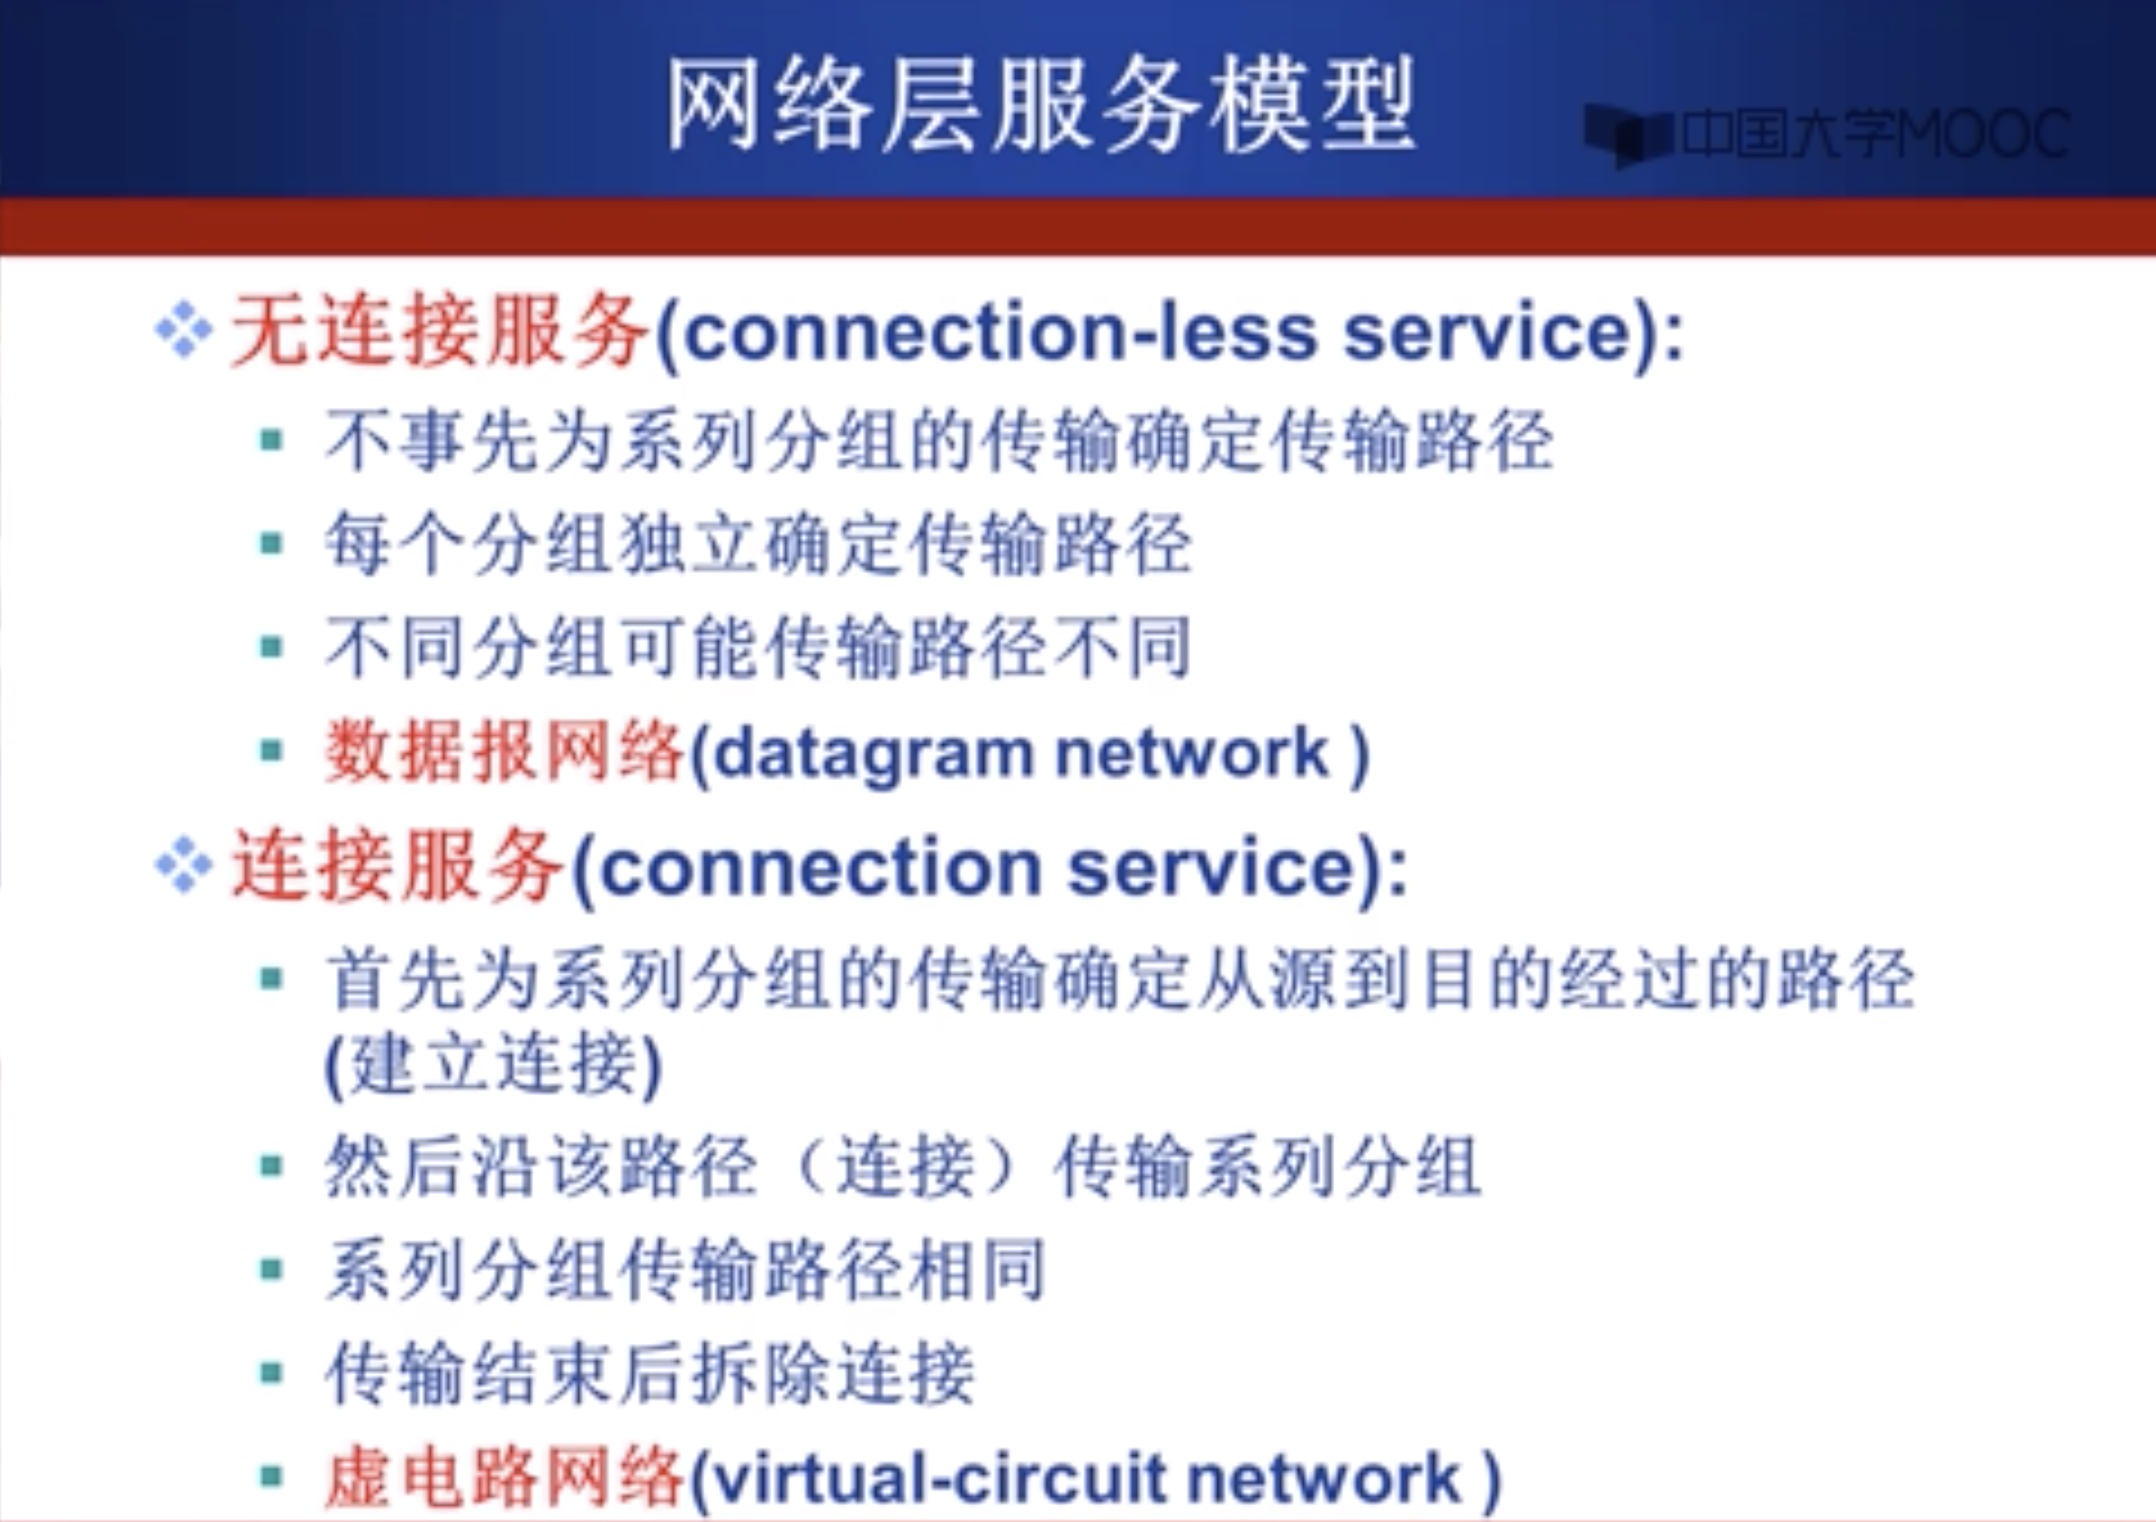 网络层服务模型
中国大学MOOC
无连接服务(connection-less service):
不事先为系列分组的传输确定传输路径
每个分组独立确定传输路径
不同分组可能传输路径不同
数据报网络(datagram network )
连接服务(connection service):
首先为系列分组的传输确定从源到目的经过的路径
(建立连接)
然后沿该路径（连接）传输系列分组
系列分组传输路径相同
传输结束后拆除连接
虚电路网络(virtual-circuit network )